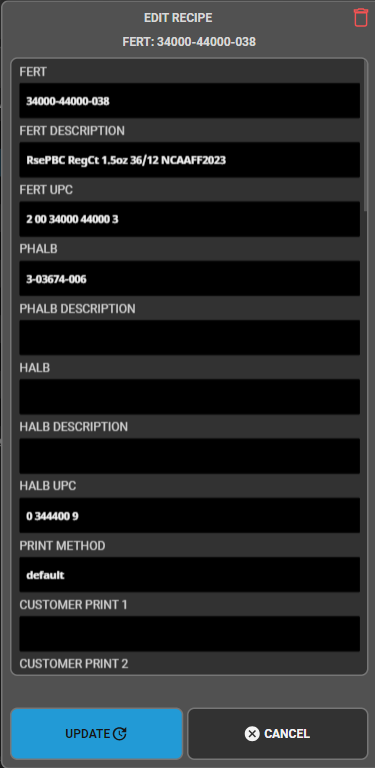 EDIT RECIPE
FERT: 34000-44000-038
FERT
34000-44000-038
FERT DESCRIPTION
RsePBC RegCt 1.5oz 36/12 NCAAFF2023
FERT UPC
2 00 34000 44000 3
PHALB
3-03674-006
PHALB DESCRIPTION
HALB
HALB DESCRIPTION
HALB UPC
0 344400 9
PRINT METHOD
default
CUSTOMER PRINT 1
CUSTOMER PRINT 2
UPDATE
CANCEL